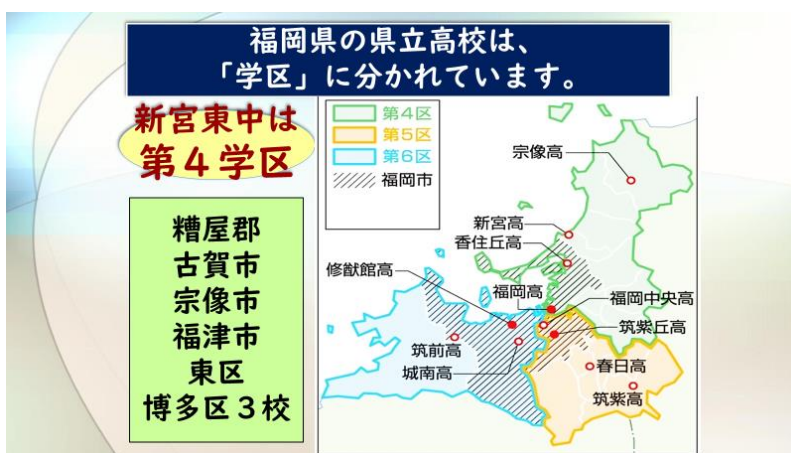 福岡県の県立高校は、
「学区」に分かれています。
新宮東中は
第４学区
糟屋郡
古賀市
宗像市
福津市
東区
博多区３校
第4区
第5区
第6区
福岡市
宗像高
新宮高
香住丘高
修猷館高
福岡高
福岡中央高
筑紫丘高
筑前高
城南高
春日高
筑紫高